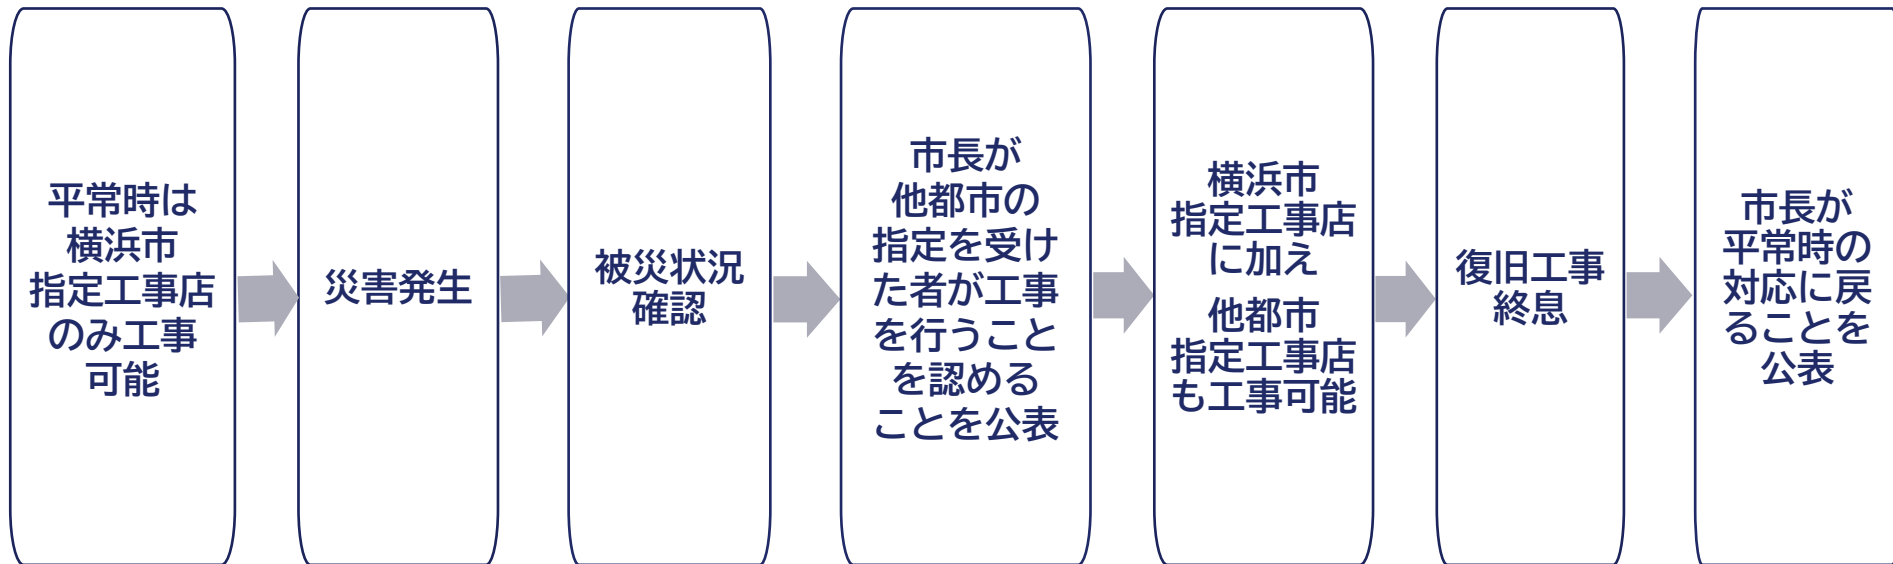 平常時は
横浜市
指定工事店
のみ工事
可能
災害発生
被災状況
確認
市長が
他都市の
指定を受け
た者が工事
を行うこと
を認める
ことを公表
横浜市
指定工事店
に加え
他都市
指定工事店
も工事可能
復旧工事
終息
市長が
平常時の
対応に戻
ることを
公表